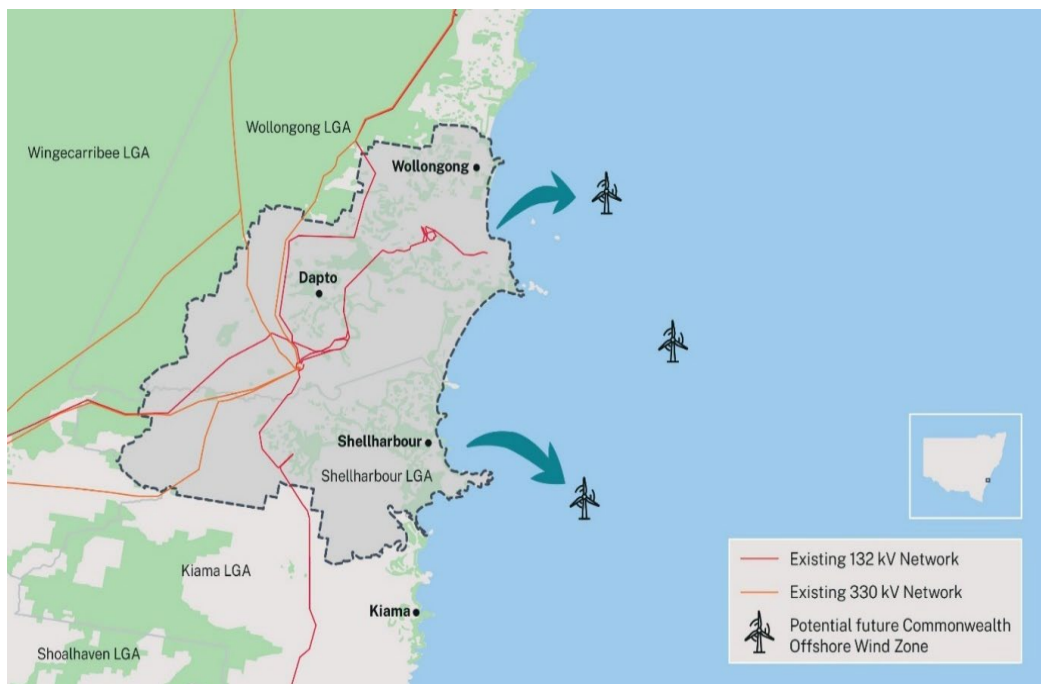 Wollongong LGA
Wingecarribee LGA
Wollongong
Dapto
Shellharbour
Shellharbour LGA
Kiama LGA
Kiama
Shoalhaven LGA
Existing 132 kV Network
Existing 330 kV Network
Potential future Commonwealth
Offshore Wind Zone